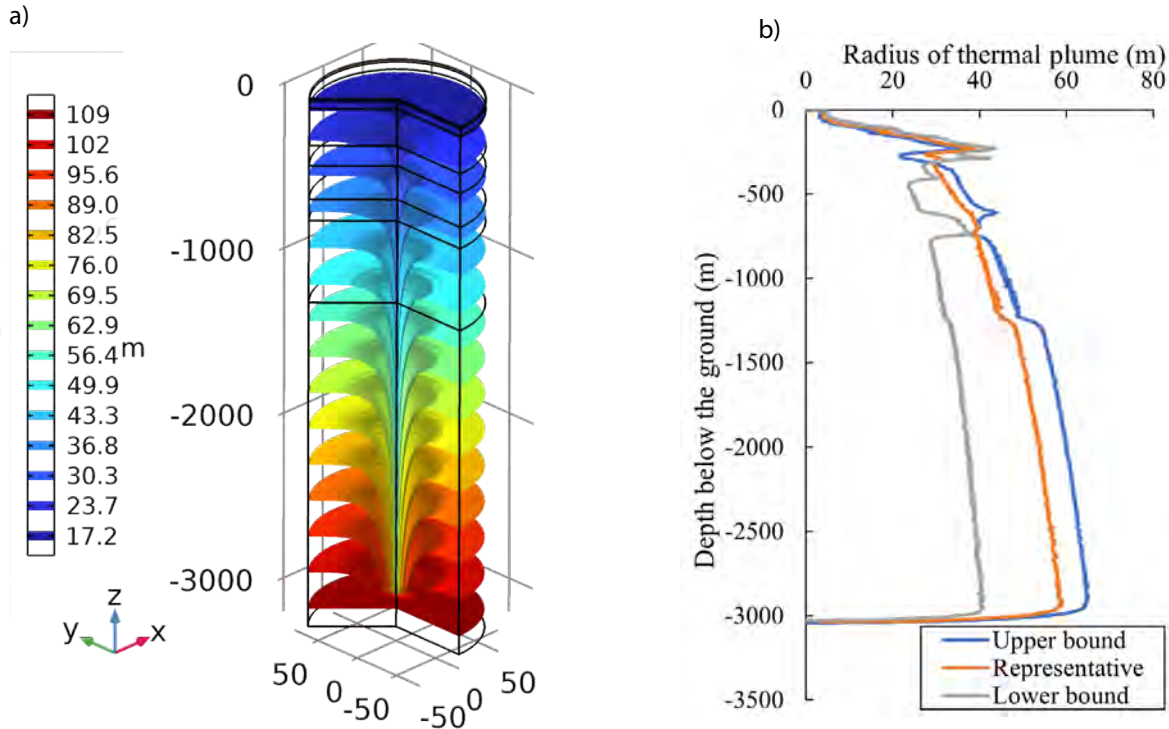 a)
109
102
95.6
89.0
82.5
76.0
69.5
62.9
56.4
49.9
43.3
36.8
30.3
23.7
17.2
m
0
-1000
-2000
-3000
z
y
x
50
0
-50
-50
0
50
b)
Radius of thermal plume (m)
0 20 40 60 80
Depth below the ground (m)
0
-500
-1000
-1500
-2000
-2500
-3000
-3500
Upper bound
Representative
Lower bound